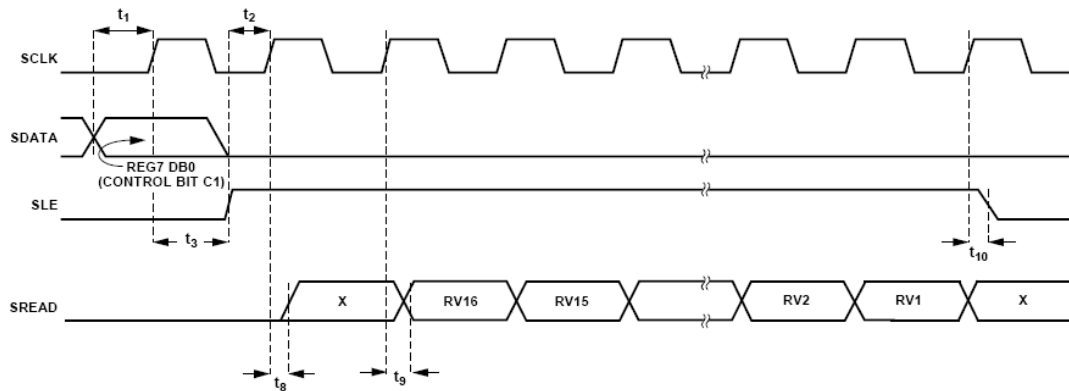 t1 t2
SCLK
SDATA
REG7 DB0
(CONTROL BIT C1)
SLE
t3 t10
SREAD X RV16 RV15 RV2 RV1 X
t8 t9